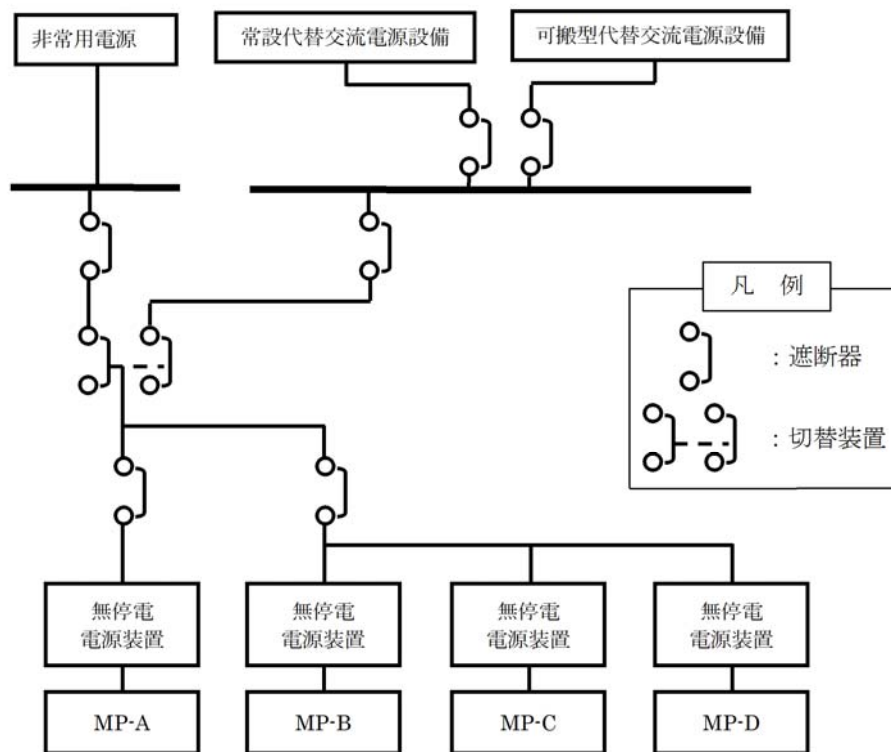 非常用電源
常設代替交流電源設備
可搬型代替交流電源設備
凡 例
：遮断器
：切替装置
無停電
電源装置
無停電
電源装置
無停電
電源装置
無停電
電源装置
MP-A
MP-B
MP-C
MP-D